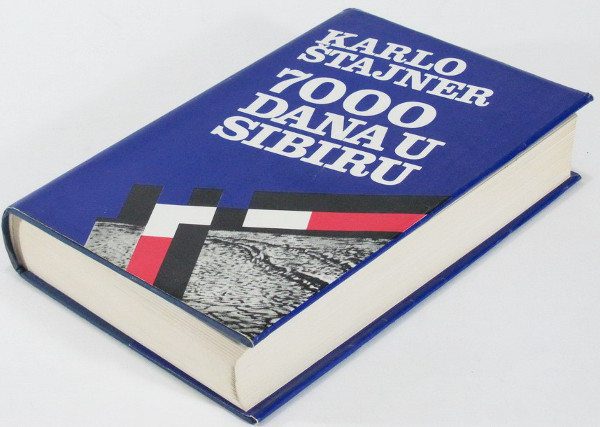 KARLO
ŠTAJNER
7000
DANA U
SIBIRU